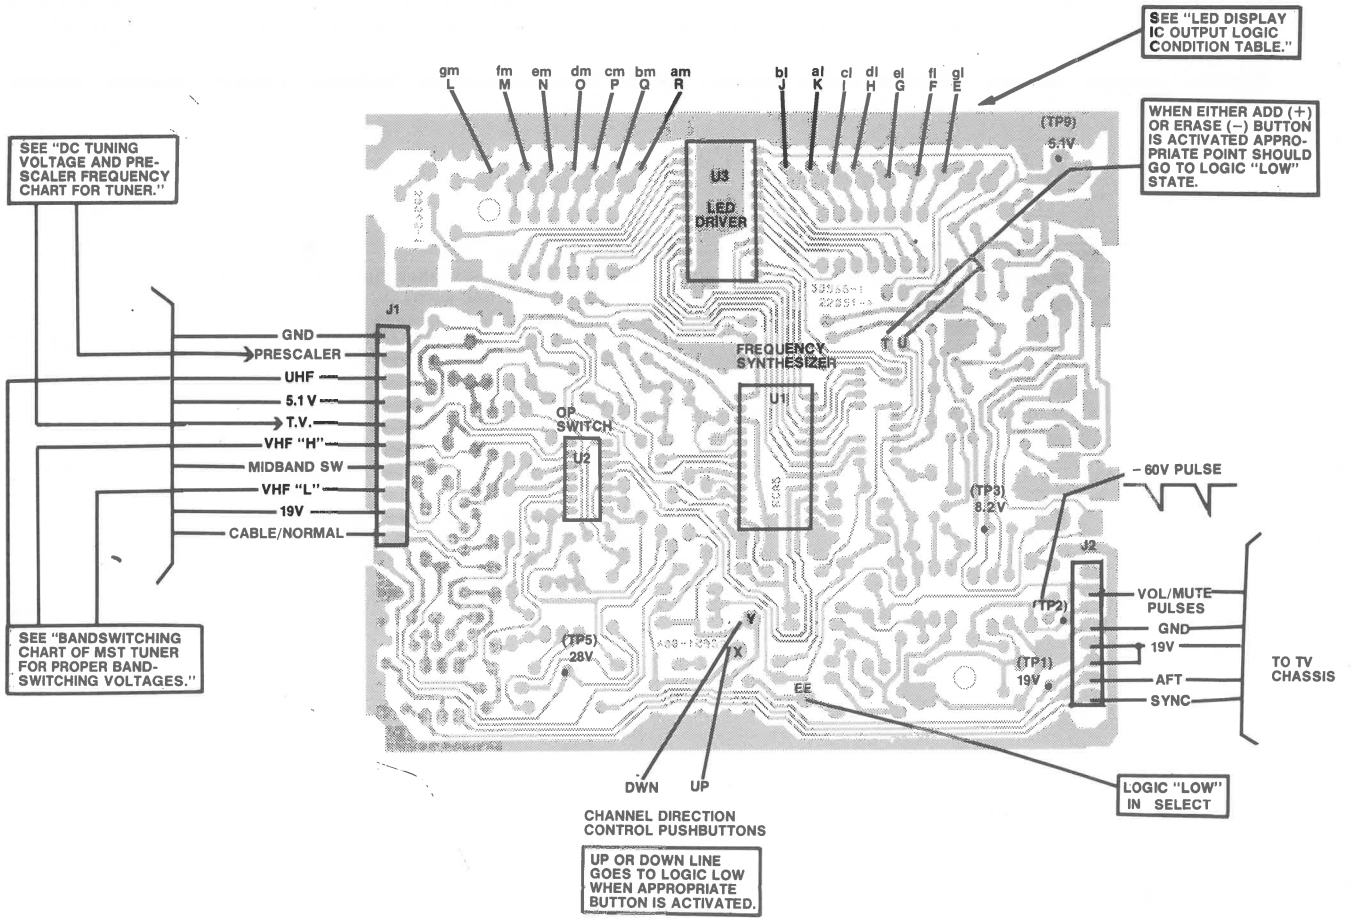 SEE "LED DISPLAY
IC OUTPUT LOGIC
CONDITION TABLE."
gm fm em dm cm bm am bl al cl dl el fl gl
L M N O P Q R J K I H G F E
WHEN EITHER ADD (+)
OR ERASE (−) BUTTON
IS ACTIVATED APPRO-
PRIATE POINT SHOULD
GO TO LOGIC "LOW"
STATE.
(TP9)
5.1V
SEE "DC TUNING
VOLTAGE AND PRE-
SCALER FREQUENCY
CHART FOR TUNER."
U3
LED
DRIVER
33966-1
J1
GND
PRESCALER
UHF
5.1 V
T.V.
VHF "H"
MIDBAND SW
VHF "L"
19V
CABLE/NORMAL
T U
FREQUENCY
SYNTHESIZER
U1
OP
SWITCH
U2
(TP3)
8.2V
− 60V PULSE
J2
(TP2)
VOL/MUTE
PULSES
GND
19V
AFT
SYNC
TO TV
CHASSIS
(TP1)
19V
SEE "BANDSWITCHING
CHART OF MST TUNER
FOR PROPER BAND-
SWITCHING VOLTAGES."
(TP5)
28V
Y
X
EE
DWN UP
CHANNEL DIRECTION
CONTROL PUSHBUTTONS
UP OR DOWN LINE
GOES TO LOGIC LOW
WHEN APPROPRIATE
BUTTON IS ACTIVATED.
LOGIC "LOW"
IN SELECT